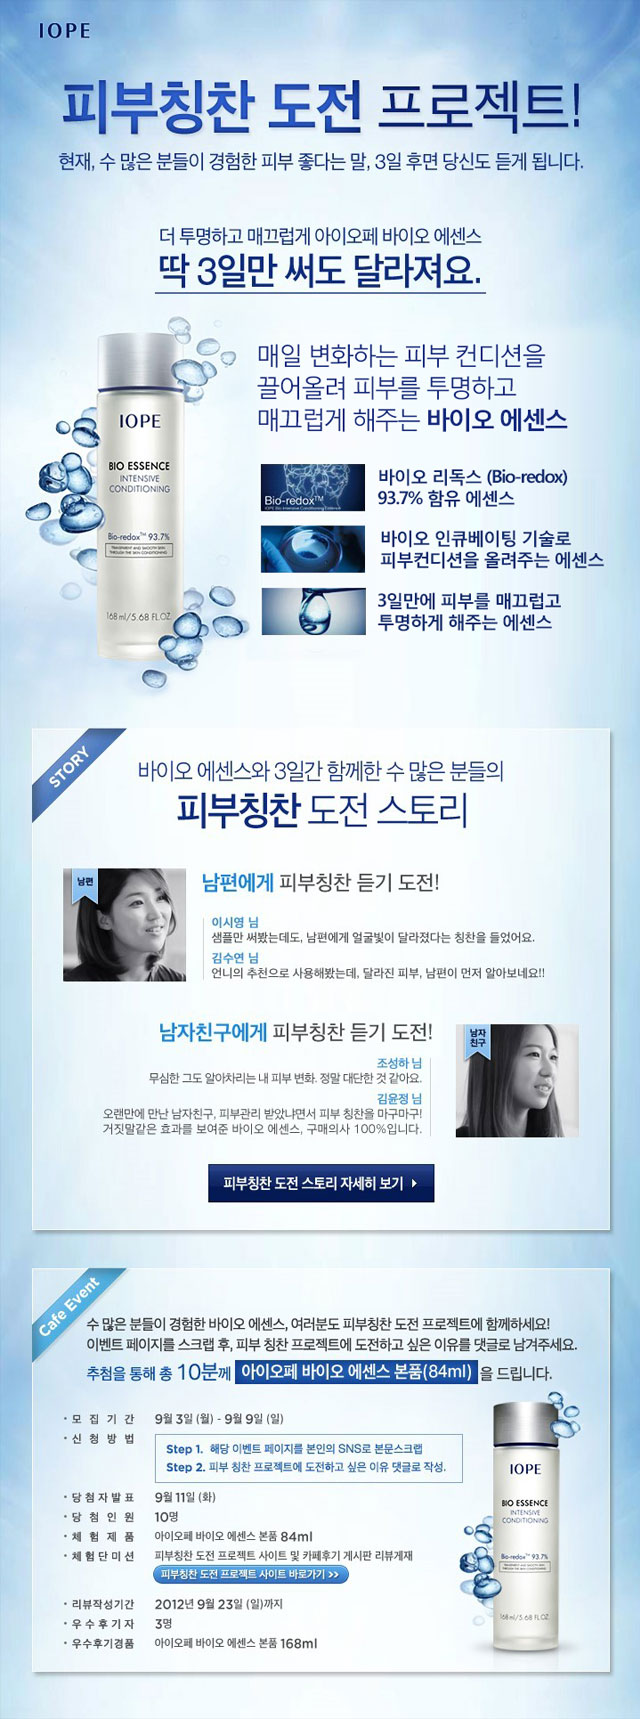 IOPE
피부칭찬 도전 프로젝트!
현재, 수 많은 분들이 경험한 피부 좋다는 말, 3일 후면 당신도 듣게 됩니다.
더 투명하고 매끄럽게 아이오페 바이오 에센스
딱 3일만 써도 달라져요.
매일 변화하는 피부 컨디션을
끌어올려 피부를 투명하고
매끄럽게 해주는 바이오 에센스
IOPE
BIO ESSENCE
INTENSIVE
CONDITIONING
Bio-redox™ 93.7%
TRANSPARENT AND SMOOTH SKIN
THROUGH THE SKIN CONDITIONING
168 ml/5.68 FL.OZ.
Bio-redox™
IOPE Bio Intensive Conditioning Essence
바이오 리독스 (Bio-redox)
93.7% 함유 에센스
바이오 인큐베이팅 기술로
피부컨디션을 올려주는 에센스
3일만에 피부를 매끄럽고
투명하게 해주는 에센스
STORY
바이오 에센스와 3일간 함께한 수 많은 분들의
피부칭찬 도전 스토리
남편
남편에게 피부칭찬 듣기 도전!
이시영 님
샘플만 써봤는데도, 남편에게 얼굴빛이 달라졌다는 칭찬을 들었어요.
김수연 님
언니의 추천으로 사용해봤는데, 달라진 피부, 남편이 먼저 알아보네요!!
남자친구에게 피부칭찬 듣기 도전!
남자
친구
조성하 님
무심한 그도 알아차리는 내 피부 변화. 정말 대단한 것 같아요.
김윤정 님
오랜만에 만난 남자친구, 피부관리 받았냐면서 피부 칭찬을 마구마구!
거짓말같은 효과를 보여준 바이오 에센스, 구매의사 100%입니다.
피부칭찬 도전 스토리 자세히 보기
Cafe Event
수 많은 분들이 경험한 바이오 에센스, 여러분도 피부칭찬 도전 프로젝트에 함께하세요!
이벤트 페이지를 스크랩 후, 피부 칭찬 프로젝트에 도전하고 싶은 이유를 댓글로 남겨주세요.
추첨을 통해 총 10분께 아이오페 바이오 에센스 본품(84ml) 을 드립니다.
• 모집기간 9월 3일 (월) - 9월 9일 (일)
• 신청방법
Step 1. 해당 이벤트 페이지를 본인의 SNS로 본문스크랩
Step 2. 피부 칭찬 프로젝트에 도전하고 싶은 이유 댓글로 작성.
• 당첨자발표 9월 11일 (화)
• 당첨인원 10명
• 체험제품 아이오페 바이오 에센스 본품 84ml
• 체험단미션 피부칭찬 도전 프로젝트 사이트 및 카페후기 게시판 리뷰게재
피부칭찬 도전 프로젝트 사이트 바로가기 >>
• 리뷰작성기간 2012년 9월 23일 (일)까지
• 우수후기자 3명
• 우수후기경품 아이오페 바이오 에센스 본품 168ml
IOPE
BIO ESSENCE
INTENSIVE
CONDITIONING
Bio-redox™ 93.7%
TRANSPARENT AND SMOOTH SKIN
THROUGH THE SKIN CONDITIONING
168 ml/5.68 FL.OZ.